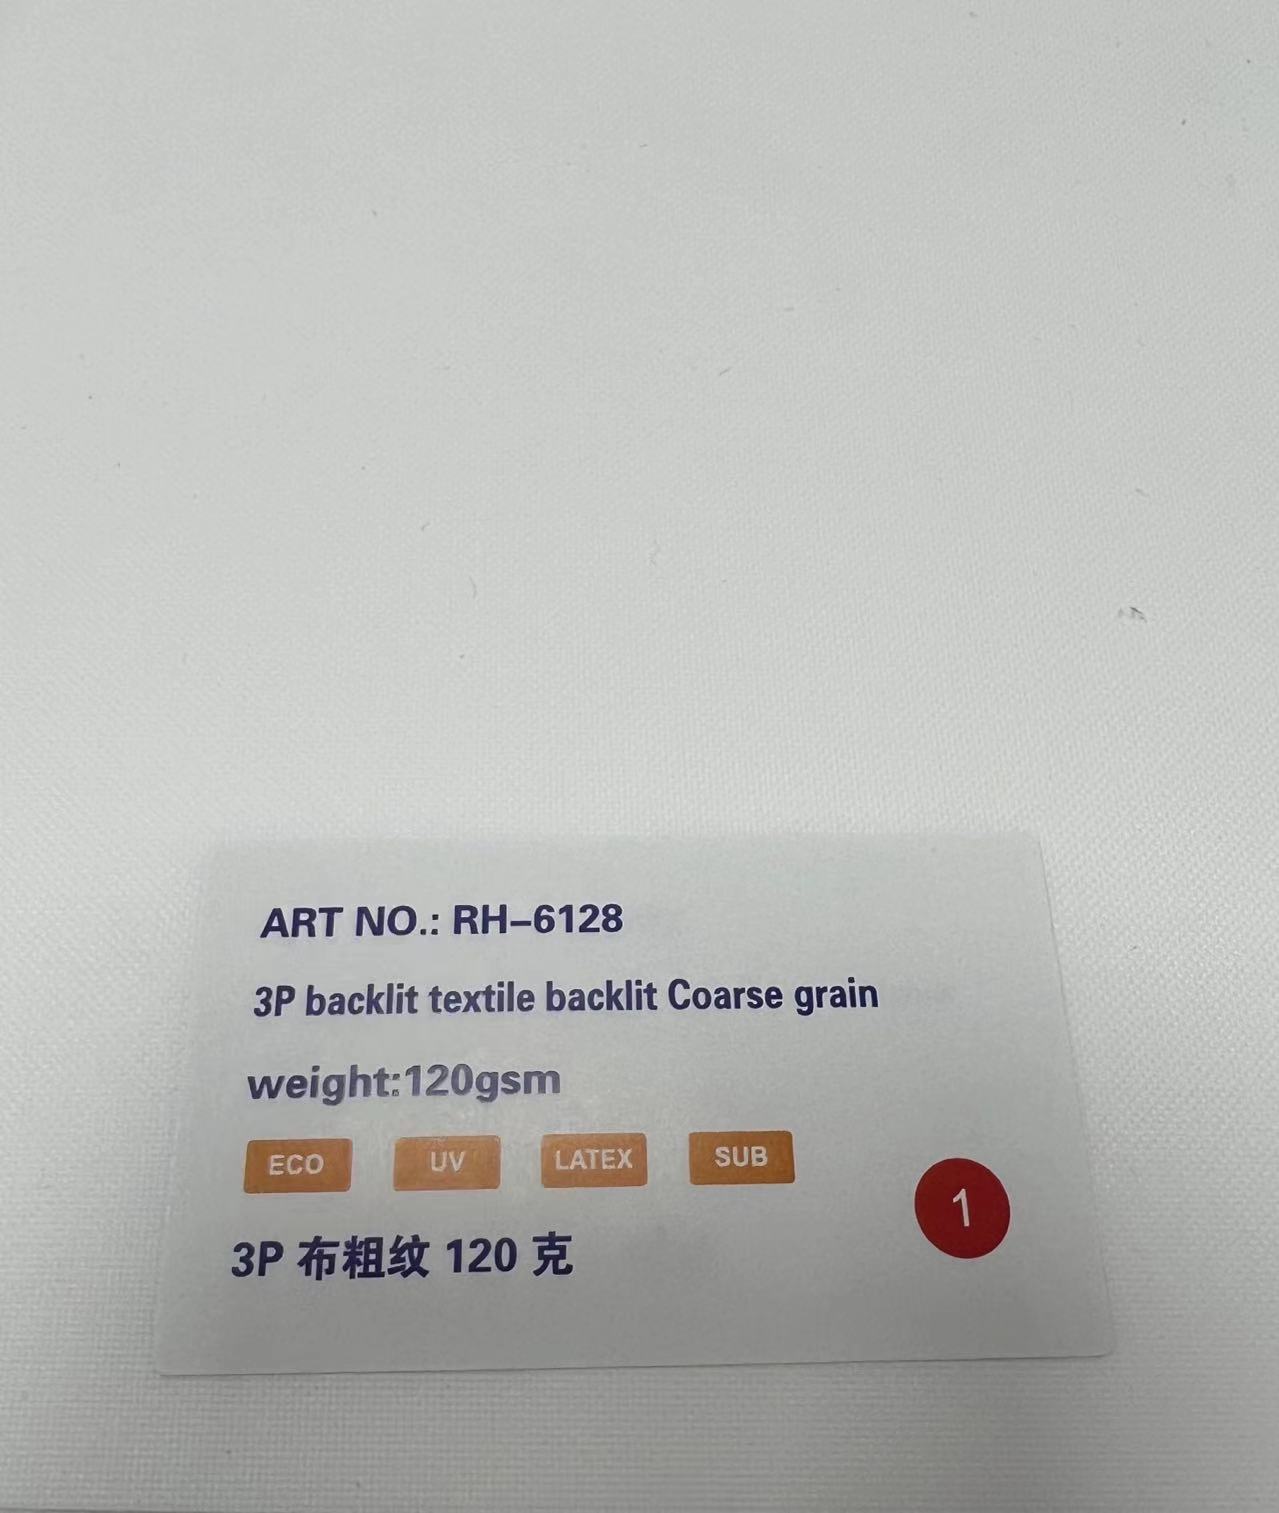 ART NO.: RH-6128
3P backlit textile backlit Coarse grain
weight:120gsm
ECO UV LATEX SUB
1
3P 布粗纹 120 克